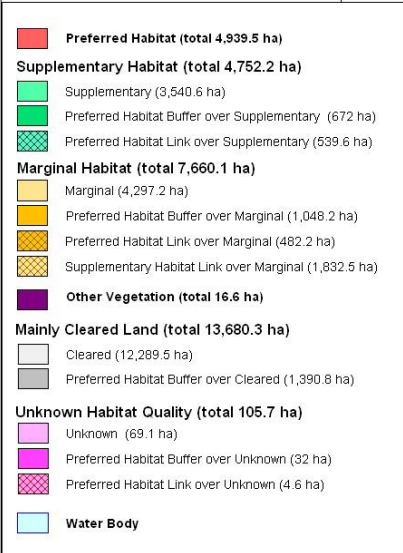 Preferred Habitat (total 4,939.5 ha)
Supplementary Habitat (total 4,752.2 ha)
Supplementary (3,540.6 ha)
Preferred Habitat Buffer over Supplementary (672 ha)
Preferred Habitat Link over Supplementary (539.6 ha)
Marginal Habitat (total 7,660.1 ha)
Marginal (4,297.2 ha)
Preferred Habitat Buffer over Marginal (1,048.2 ha)
Preferred Habitat Link over Marginal (482.2 ha)
Supplementary Habitat Link over Marginal (1,832.5 ha)
Other Vegetation (total 16.6 ha)
Mainly Cleared Land (total 13,680.3 ha)
Cleared (12,289.5 ha)
Preferred Habitat Buffer over Cleared (1,390.8 ha)
Unknown Habitat Quality (total 105.7 ha)
Unknown (69.1 ha)
Preferred Habitat Buffer over Unknown (32 ha)
Preferred Habitat Link over Unknown (4.6 ha)
Water Body